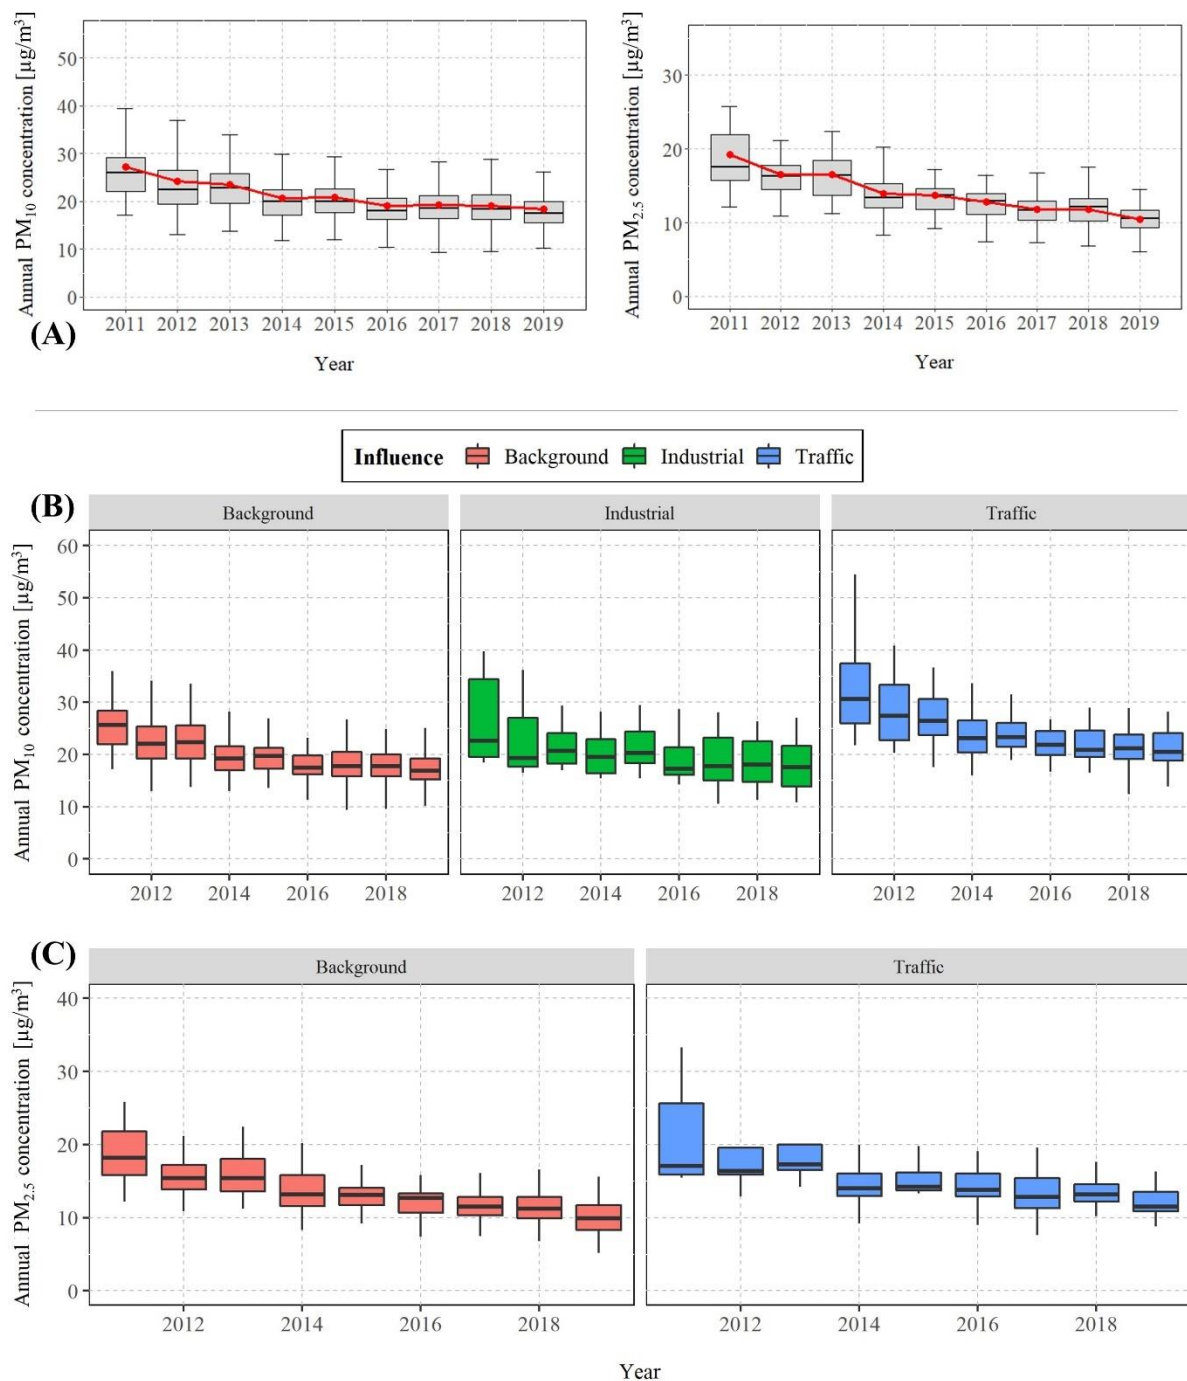 Annual PM10 concentration [µg/m³]
50
40
30
20
10
0
2011 2012 2013 2014 2015 2016 2017 2018 2019
Year
(A)
Annual PM2.5 concentration [µg/m³]
30
20
10
0
2011 2012 2013 2014 2015 2016 2017 2018 2019
Year
Influence Background Industrial Traffic
(B)
Background Industrial Traffic
Annual PM10 concentration [µg/m³]
60
50
40
30
20
10
0
2012 2014 2016 2018 2012 2014 2016 2018 2012 2014 2016 2018
(C)
Background Traffic
Annual PM2.5 concentration [µg/m³]
40
30
20
10
0
2012 2014 2016 2018 2012 2014 2016 2018
Year